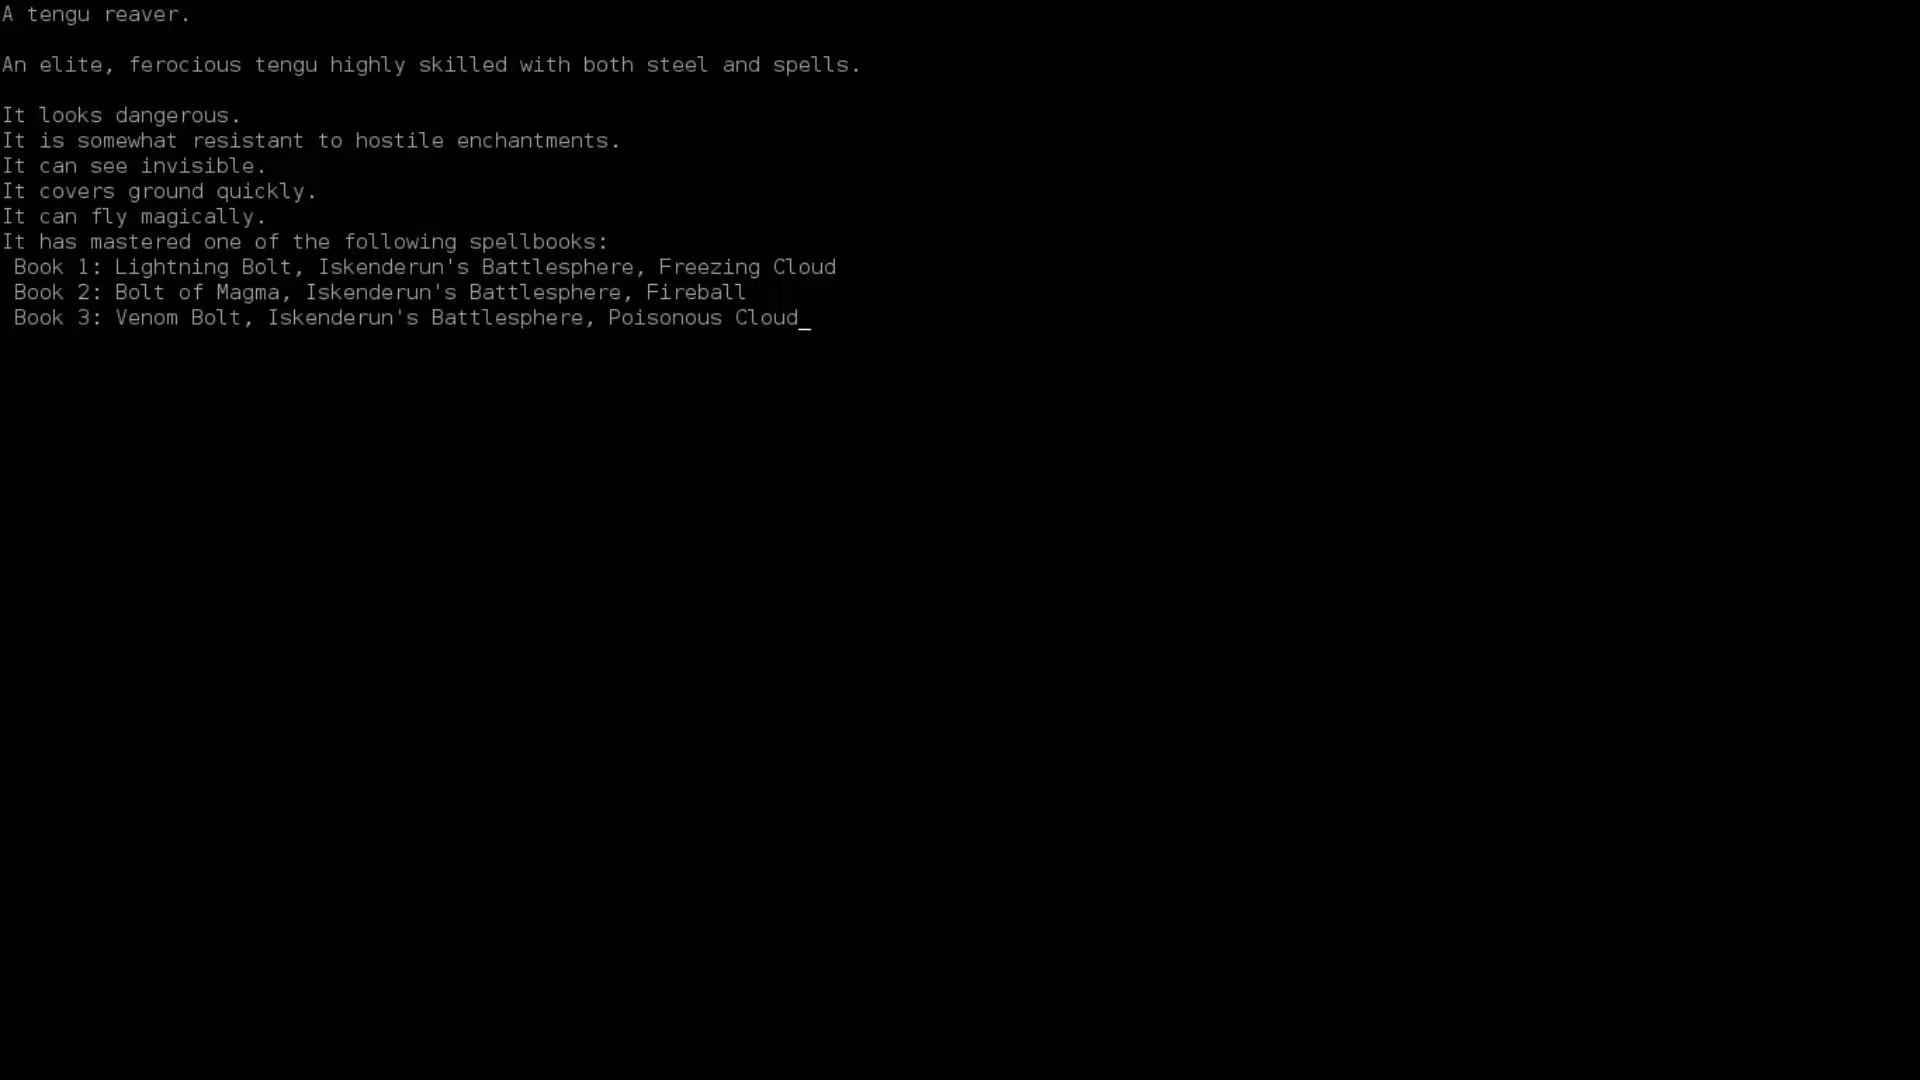 A tengu reaver.
An elite, ferocious tengu highly skilled with both steel and spells.
It looks dangerous.
It is somewhat resistant to hostile enchantments.
It can see invisible.
It covers ground quickly.
It can fly magically.
It has mastered one of the following spellbooks:
Book 1: Lightning Bolt, Iskenderun's Battlesphere, Freezing Cloud
Book 2: Bolt of Magma, Iskenderun's Battlesphere, Fireball
Book 3: Venom Bolt, Iskenderun's Battlesphere, Poisonous Cloud_